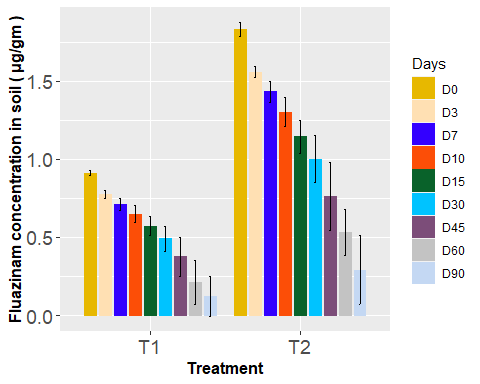 Fluazinam concentration in soil ( μg/gm )
1.5
1.0
0.5
0.0
T1
T2
Treatment
Days
D0
D3
D7
D10
D15
D30
D45
D60
D90